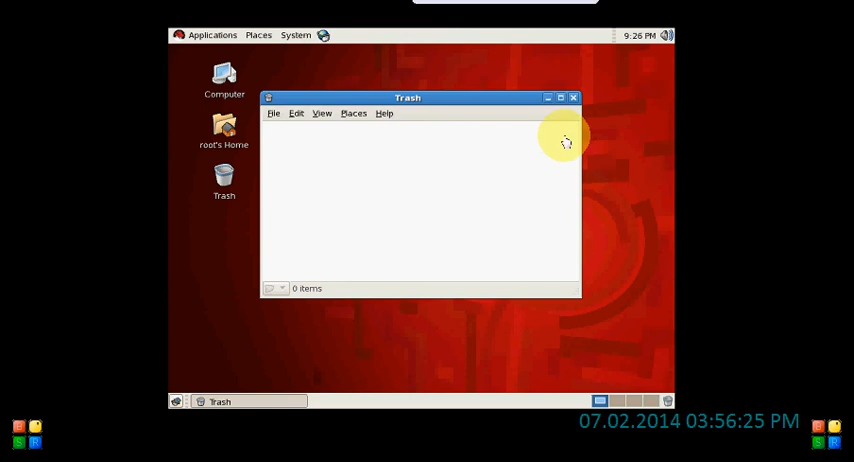 Applications Places System 9:26 PM
Computer
root's Home
Trash
Trash
File Edit View Places Help
0 items
Trash
07.02.2014 03:56:25 PM
B
S R
B
S R